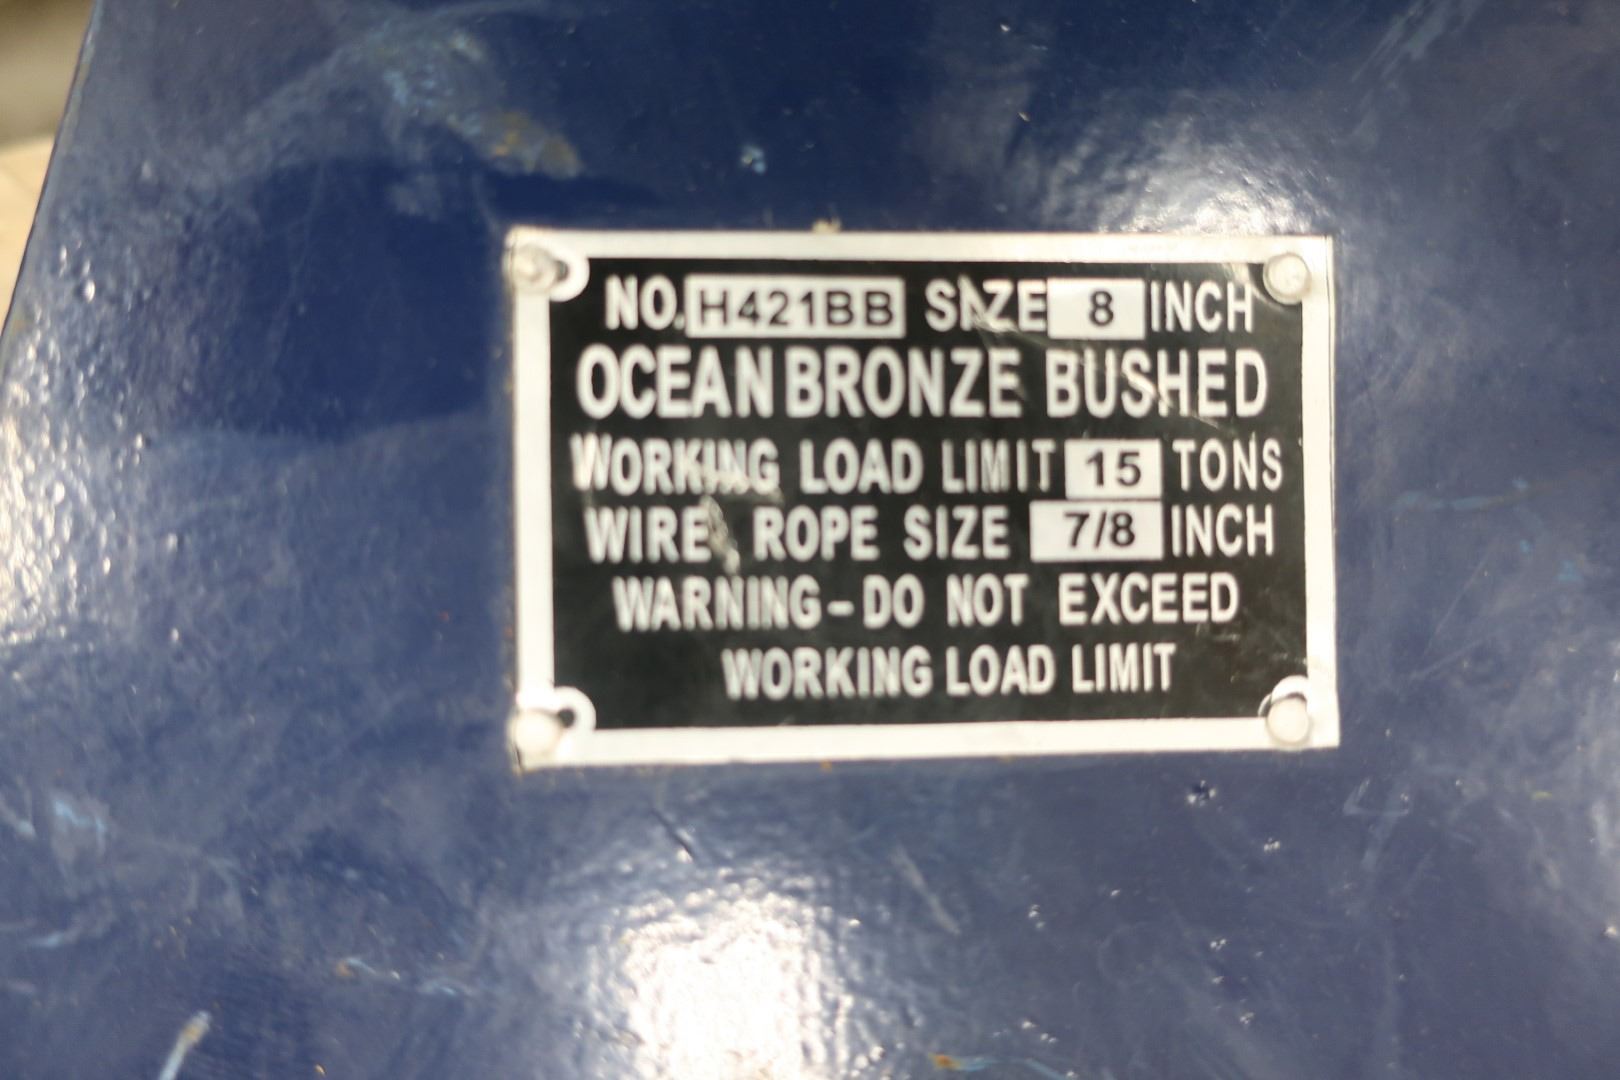 NO. H421BB SIZE 8 INCH
OCEAN BRONZE BUSHED
WORKING LOAD LIMIT 15 TONS
WIRE ROPE SIZE 7/8 INCH
WARNING - DO NOT EXCEED
WORKING LOAD LIMIT